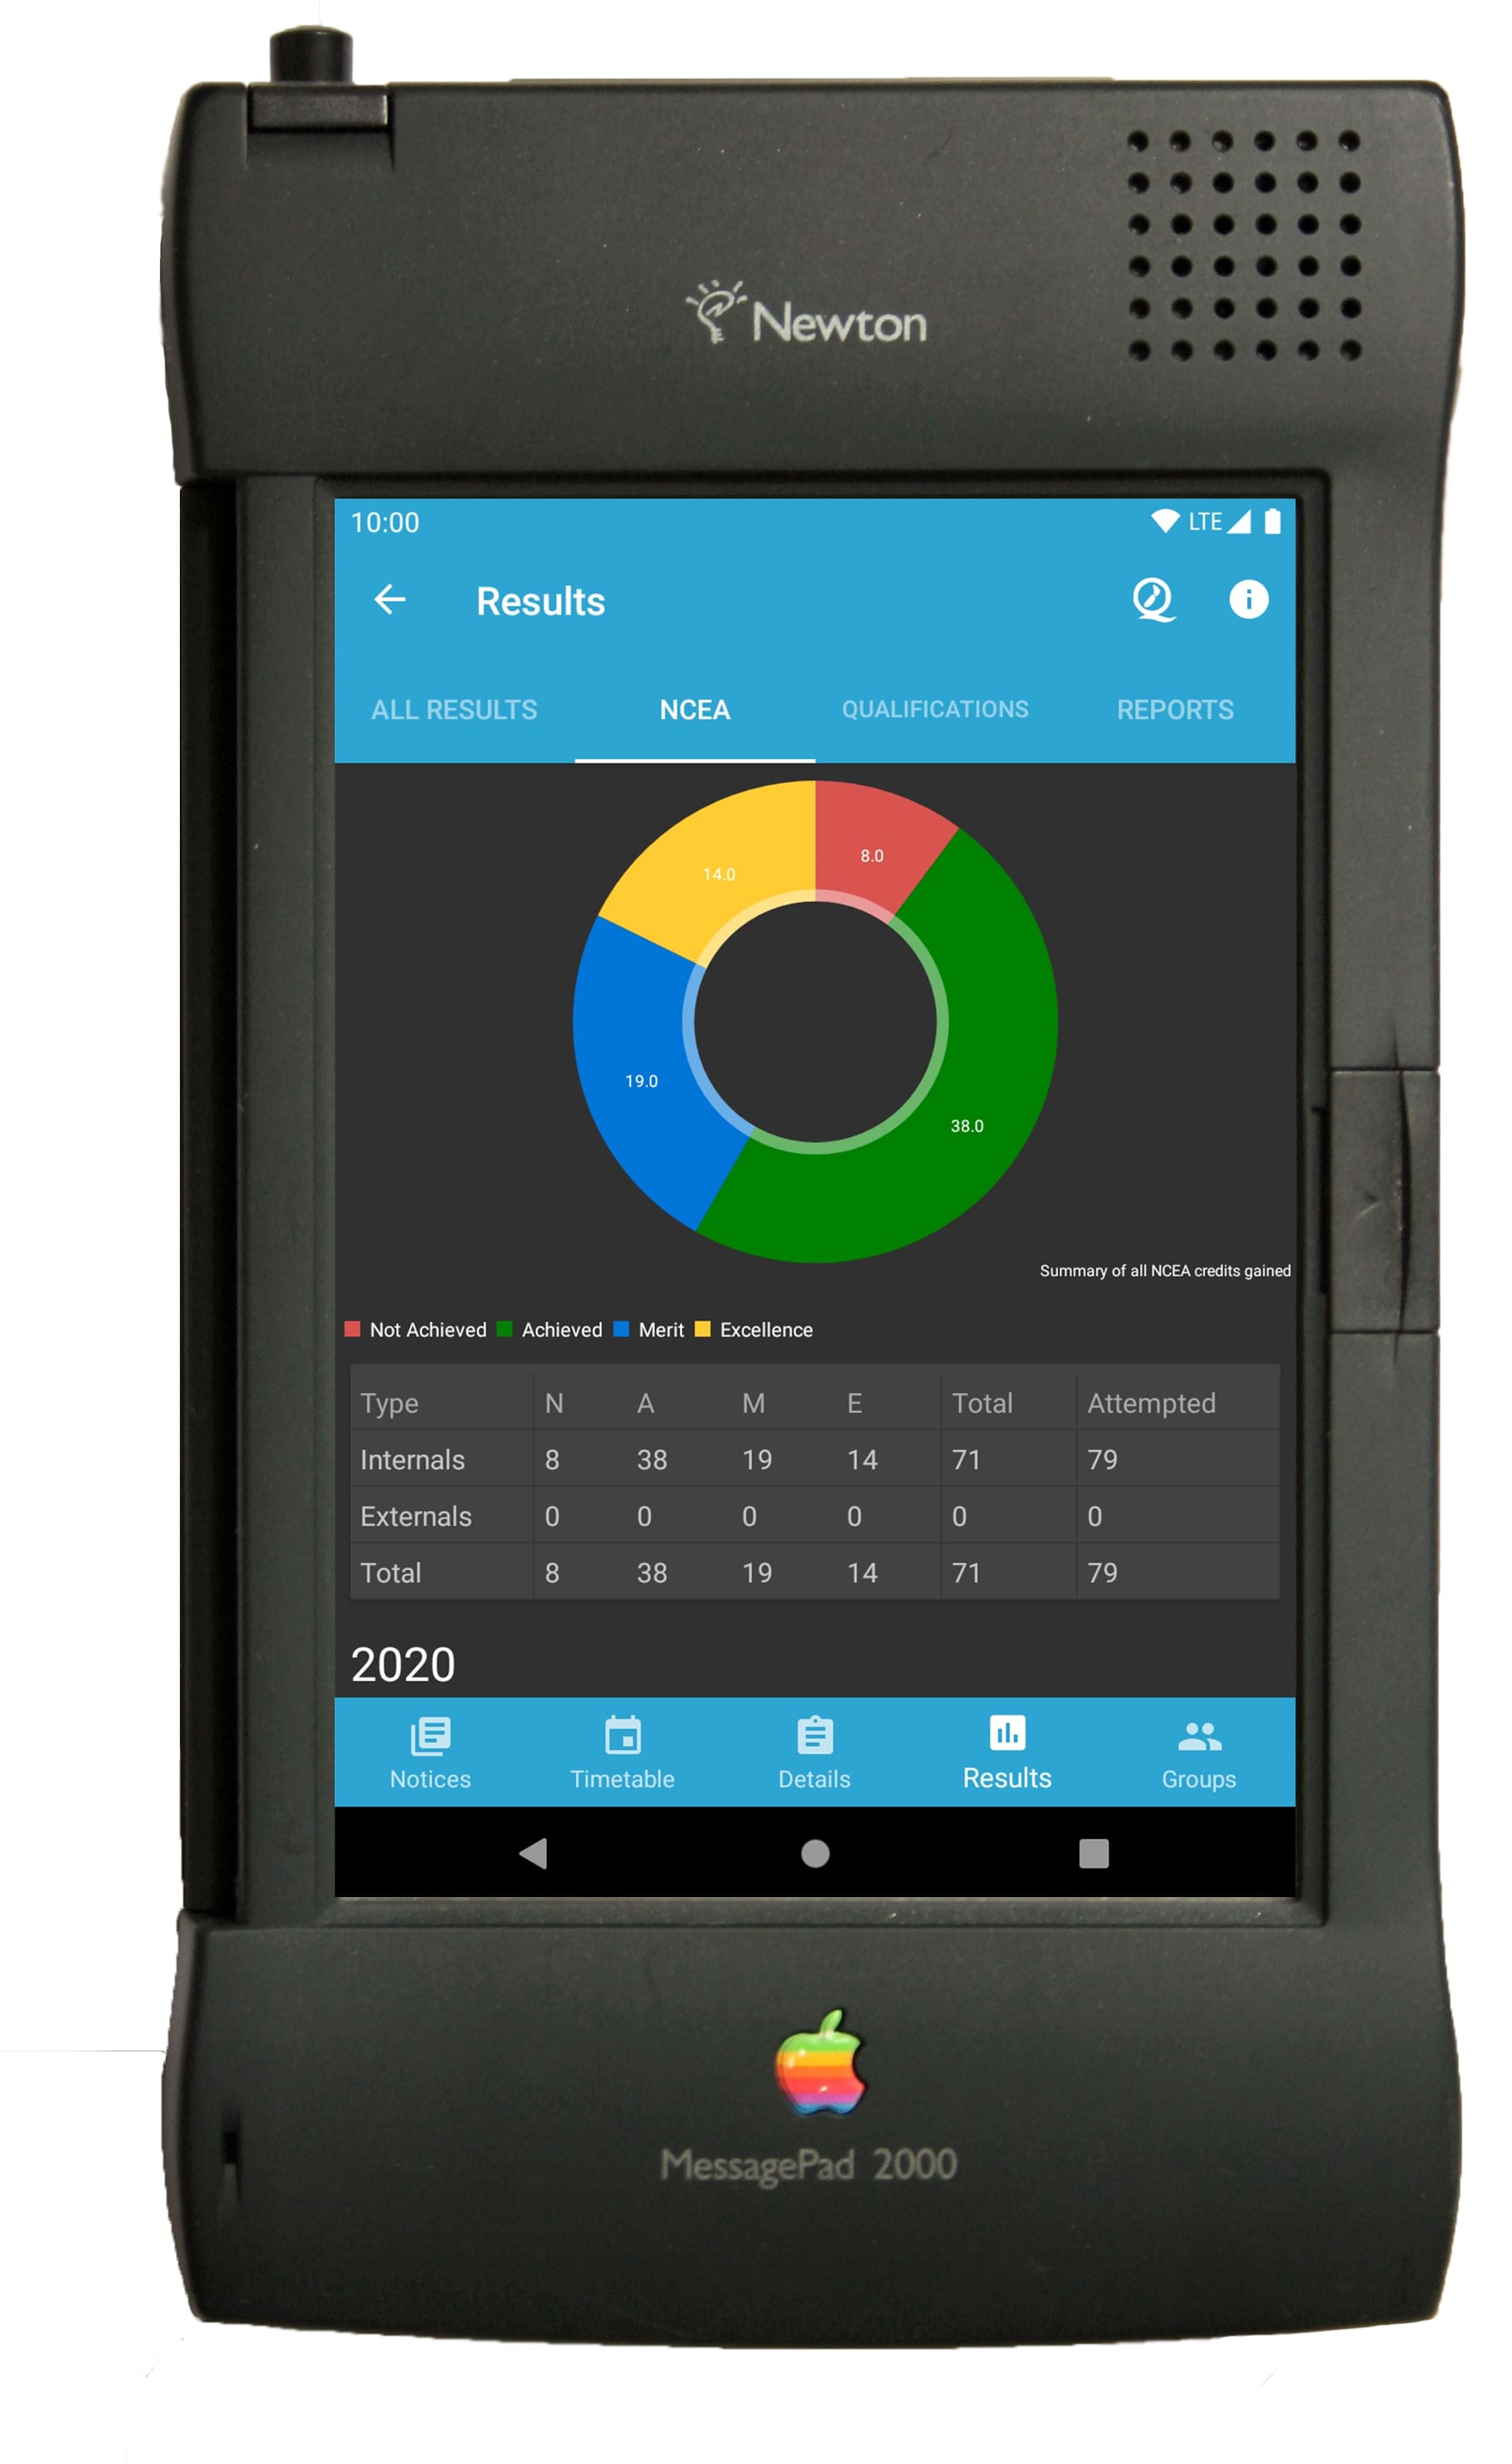 Newton
10:00 LTE
Results
ALL RESULTS NCEA QUALIFICATIONS REPORTS
14.0 8.0
19.0 38.0
Summary of all NCEA credits gained
Not Achieved Achieved Merit Excellence
Type N A M E Total Attempted
Internals 8 38 19 14 71 79
Externals 0 0 0 0 0 0
Total 8 38 19 14 71 79
2020
Notices Timetable Details Results Groups
MessagePad 2000